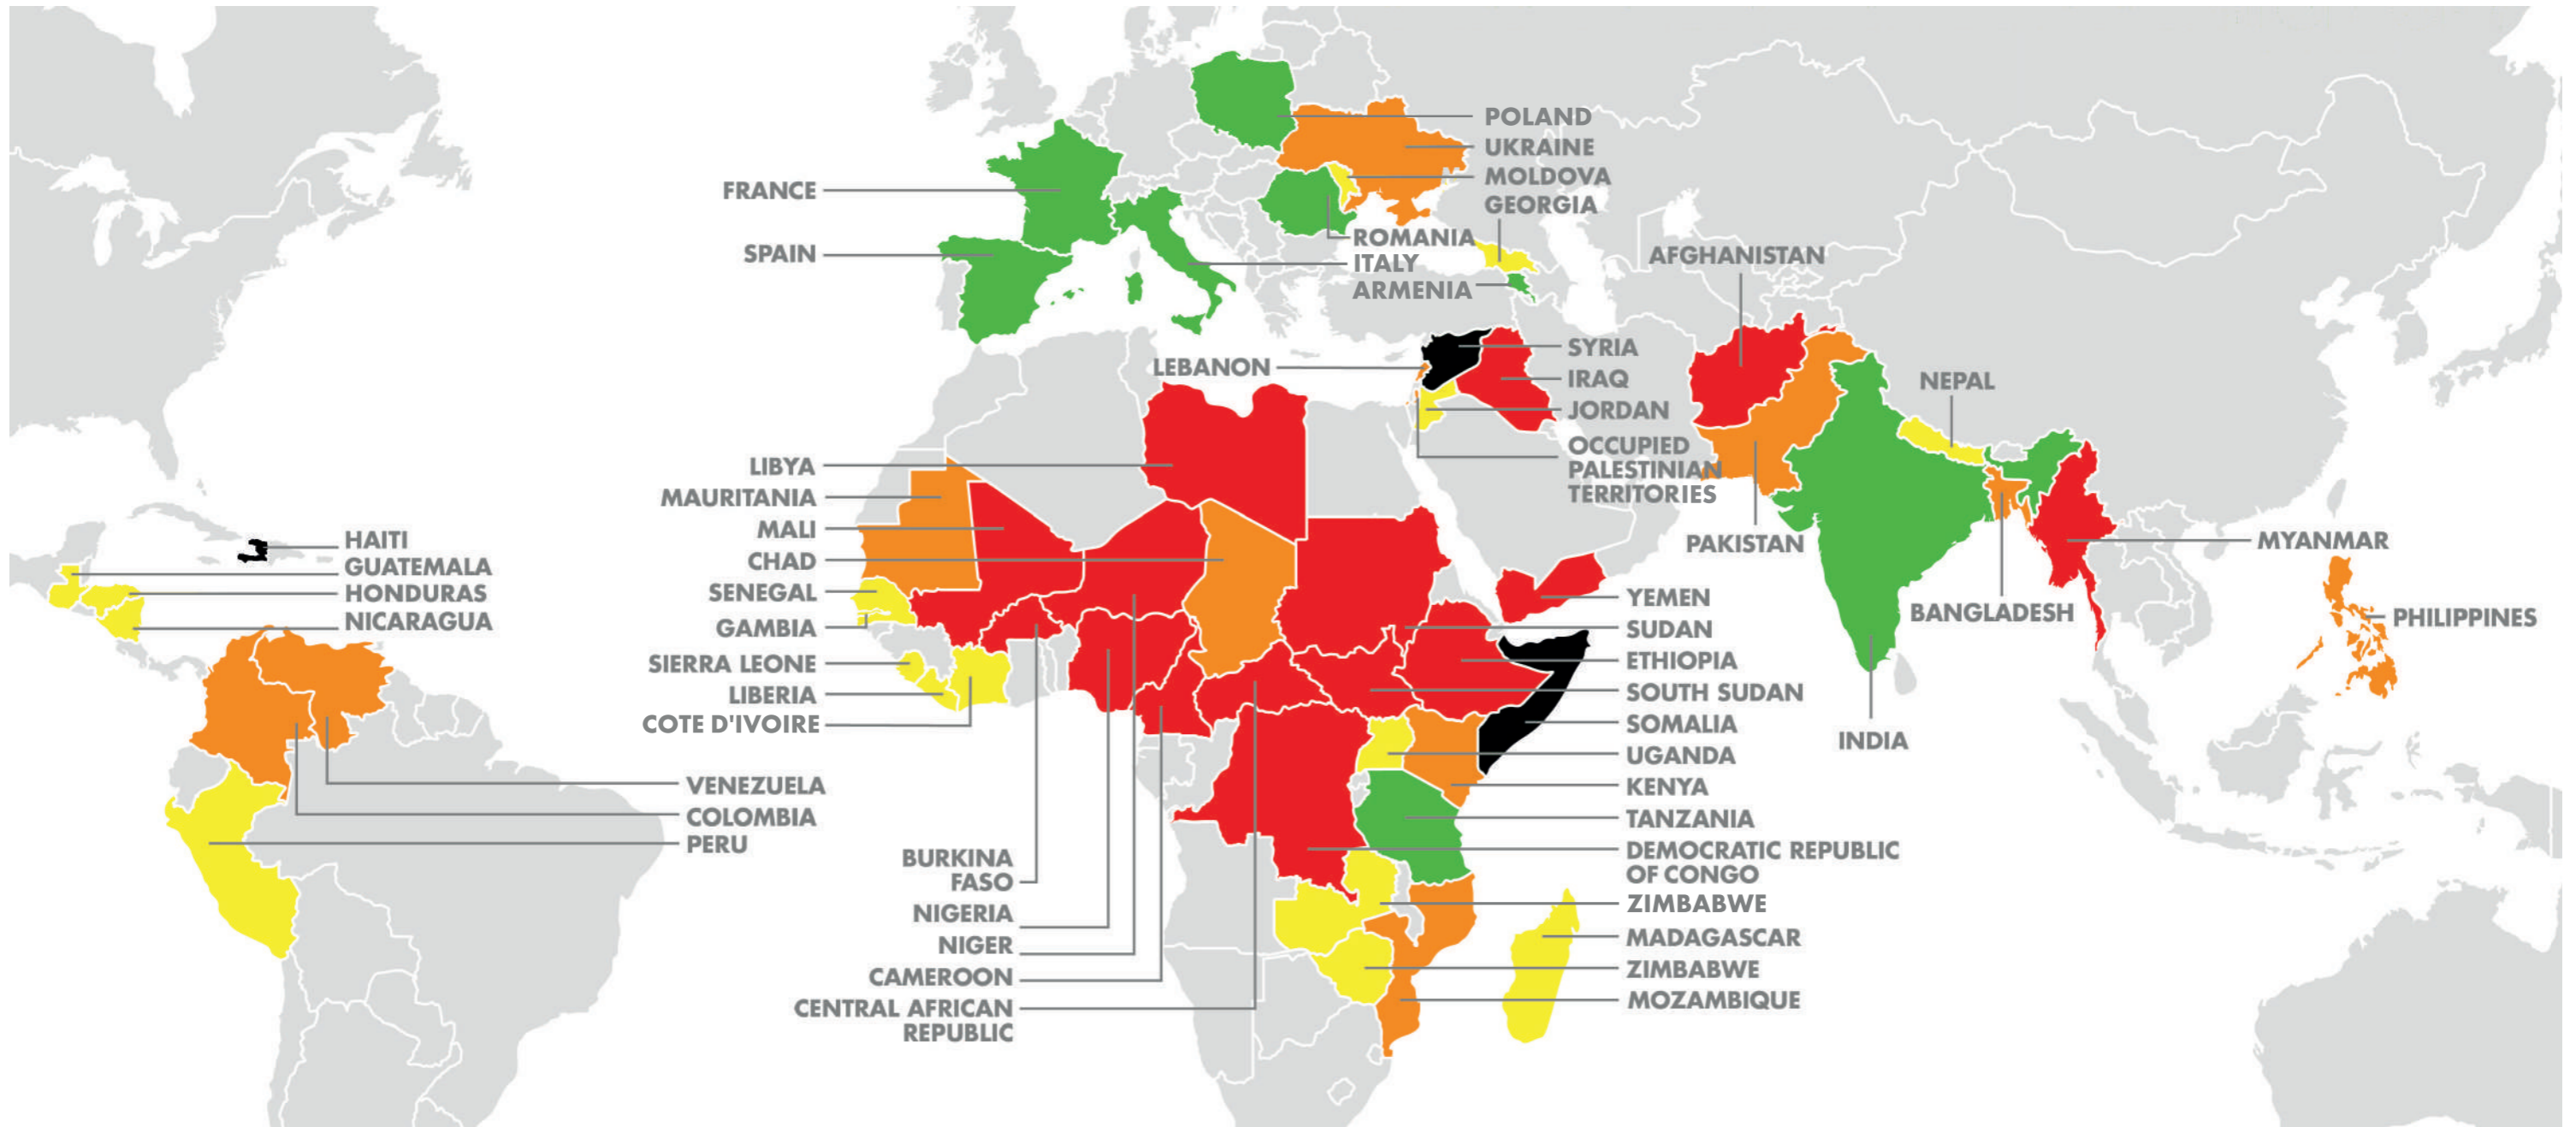 POLAND
UKRAINE
MOLDOVA
GEORGIA
FRANCE
SPAIN
ROMANIA
ITALY
ARMENIA
AFGHANISTAN
LEBANON
SYRIA
IRAQ
JORDAN
OCCUPIED
PALESTINIAN
TERRITORIES
NEPAL
LIBYA
MAURITANIA
MALI
CHAD
SENEGAL
GAMBIA
SIERRA LEONE
LIBERIA
COTE D'IVOIRE
HAITI
GUATEMALA
HONDURAS
NICARAGUA
PAKISTAN
MYANMAR
BANGLADESH
PHILIPPINES
INDIA
YEMEN
SUDAN
ETHIOPIA
SOUTH SUDAN
SOMALIA
UGANDA
KENYA
TANZANIA
DEMOCRATIC REPUBLIC
OF CONGO
ZIMBABWE
MADAGASCAR
ZIMBABWE
MOZAMBIQUE
VENEZUELA
COLOMBIA
PERU
BURKINA
FASO
NIGERIA
NIGER
CAMEROON
CENTRAL AFRICAN
REPUBLIC